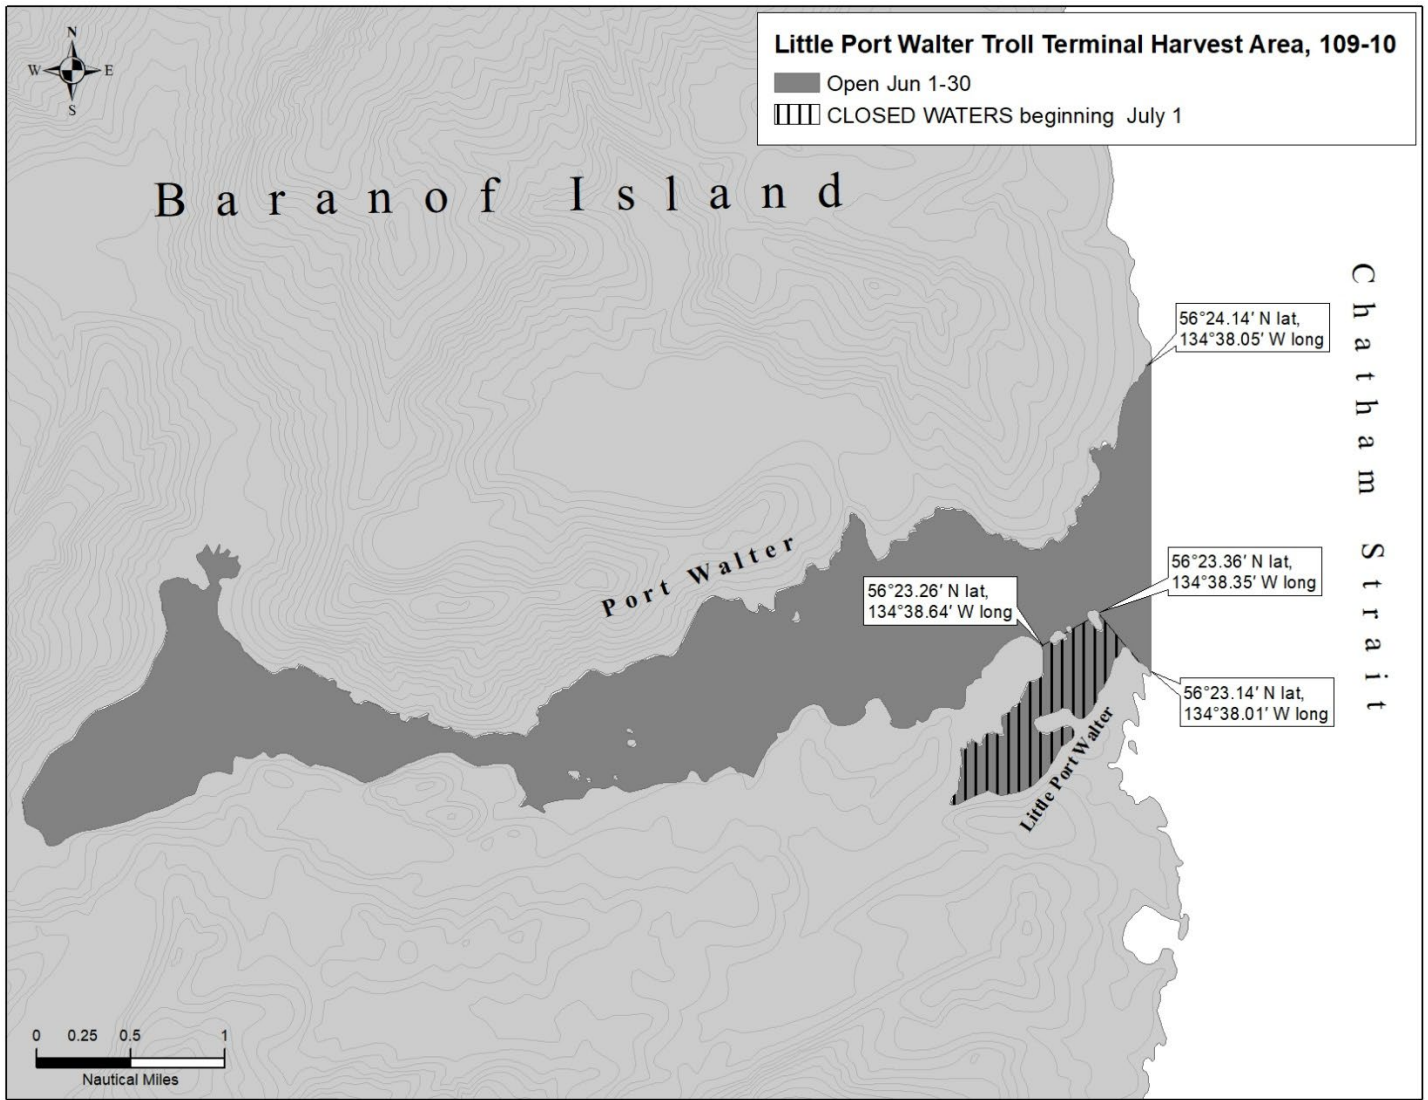 N
W E
S
Little Port Walter Troll Terminal Harvest Area, 109-10
Open Jun 1-30
CLOSED WATERS beginning July 1
Baranof Island
Chatham Strait
56°24.14' N lat,
134°38.05' W long
56°23.36' N lat,
134°38.35' W long
Port Walter
56°23.26' N lat,
134°38.64' W long
56°23.14' N lat,
134°38.01' W long
Little Port Walter
0 0.25 0.5 1
Nautical Miles